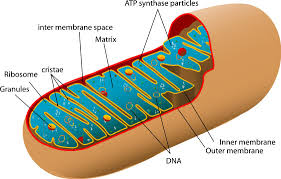 ATP synthase particles
inter membrane space
Matrix
cristae
Ribosome
Granules
Inner membrane
Outer membrane
DNA